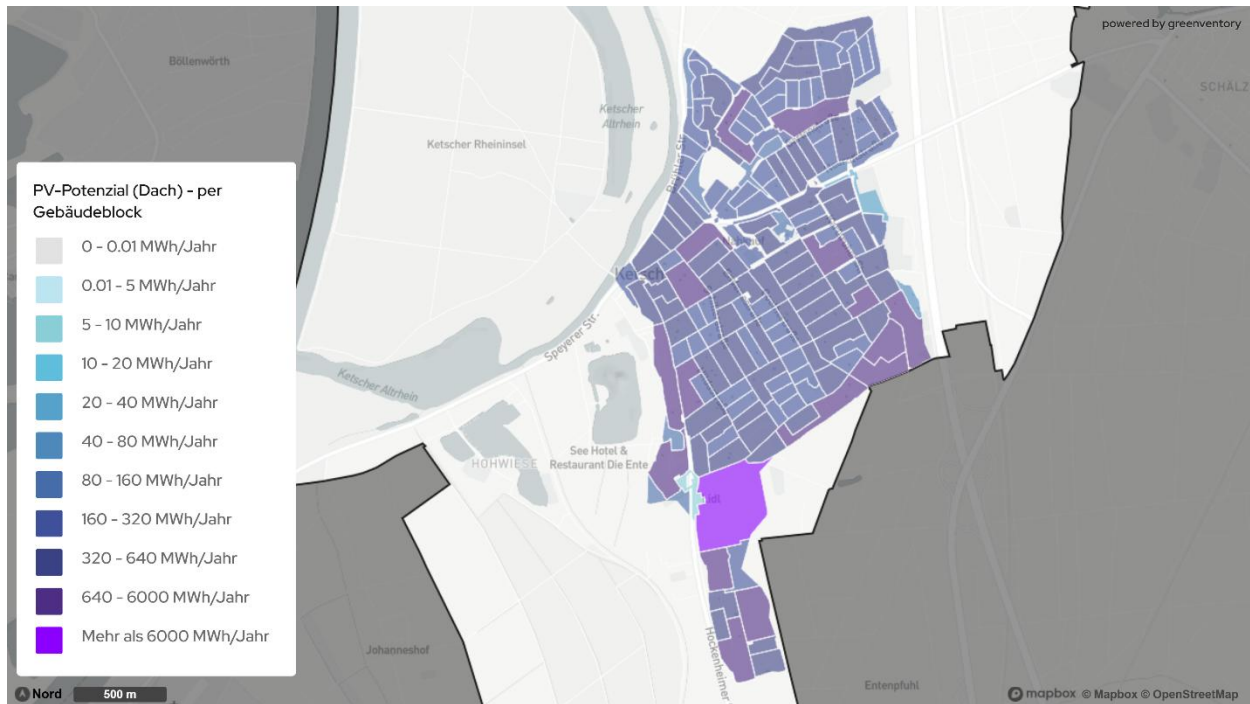 powered by greenventory
Böllenwörth
SCHÄLZ
Ketscher
Altrhein
Ketscher Rheininsel
Brühler Str.
PV-Potenzial (Dach) - per
Gebäudeblock
0 - 0.01 MWh/Jahr
0.01 - 5 MWh/Jahr
5 - 10 MWh/Jahr
10 - 20 MWh/Jahr
20 - 40 MWh/Jahr
40 - 80 MWh/Jahr
80 - 160 MWh/Jahr
160 - 320 MWh/Jahr
320 - 640 MWh/Jahr
640 - 6000 MWh/Jahr
Mehr als 6000 MWh/Jahr
Ketsch
Speyerer Str.
Ketscher Altrhein
See Hotel &
Restaurant Die Ente
HOHWIESE
Lidl
Hockenheimer
Johanneshof
Entenpfuhl
Nord
500 m
mapbox © Mapbox © OpenStreetMap